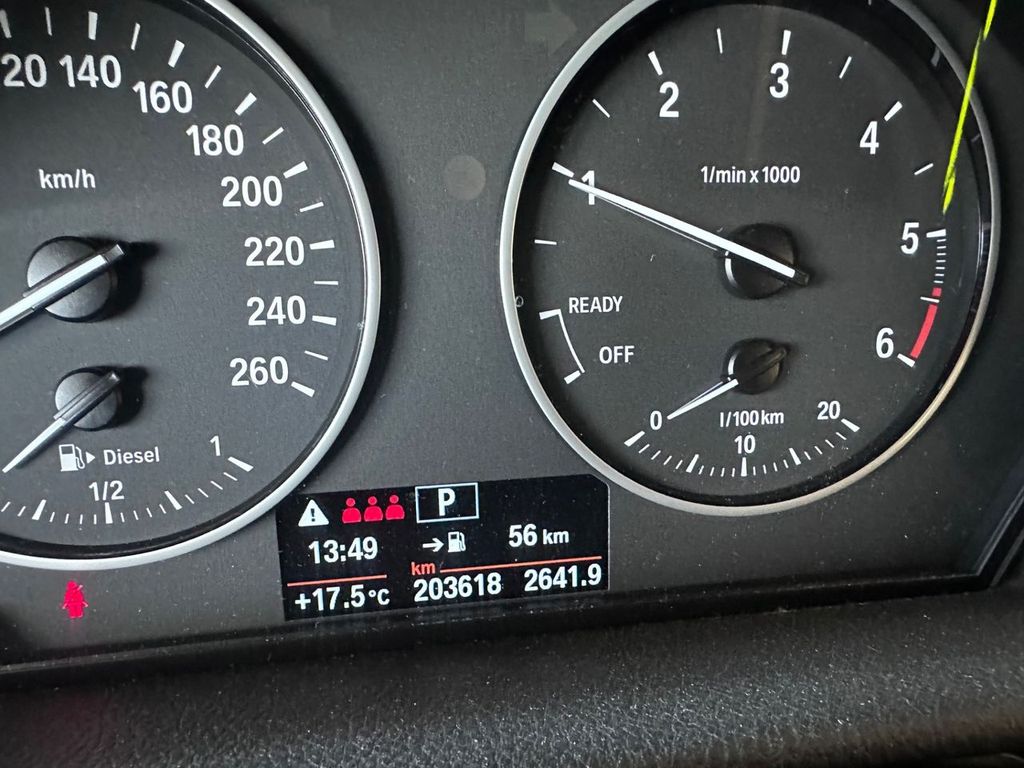 20
140
160
180
200
220
240
260
km/h
Diesel
1/2
1
1
2
3
4
5
6
1/min x 1000
READY
OFF
0
10
20
l/100km
P
13:49
56 km
+17.5°C
km
203618
2641.9